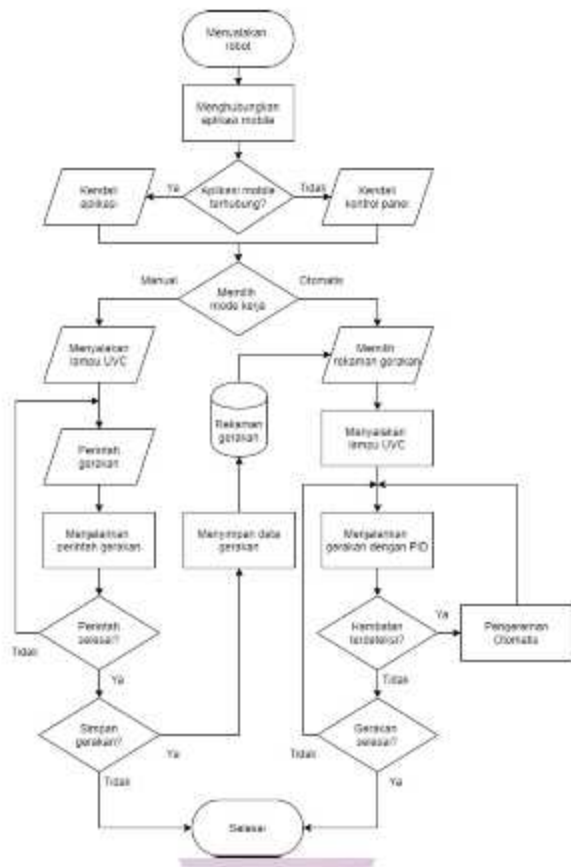 Menyalakan
robot
Menghubungkan
aplikasi mobile
Aplikasi mobile
terhubung?
Ya
Tidak
Kendali
aplikasi
Kendali
kontrol panel
Memilih
mode kerja
Manual
Otomatis
Menyalakan
lampu UVC
Perintah
gerakan
Menjalankan
perintah gerakan
Perintah
selesai?
Tidak
Ya
Simpan
gerakan?
Ya
Tidak
Menyimpan data
gerakan
Rekaman
gerakan
Memilih
rekaman gerakan
Menyalakan
lampu UVC
Menjalankan
gerakan dengan PID
Hambatan
terdeteksi?
Ya
Pengereman
Otomatis
Tidak
Gerakan
selesai?
Tidak
Ya
Selesai